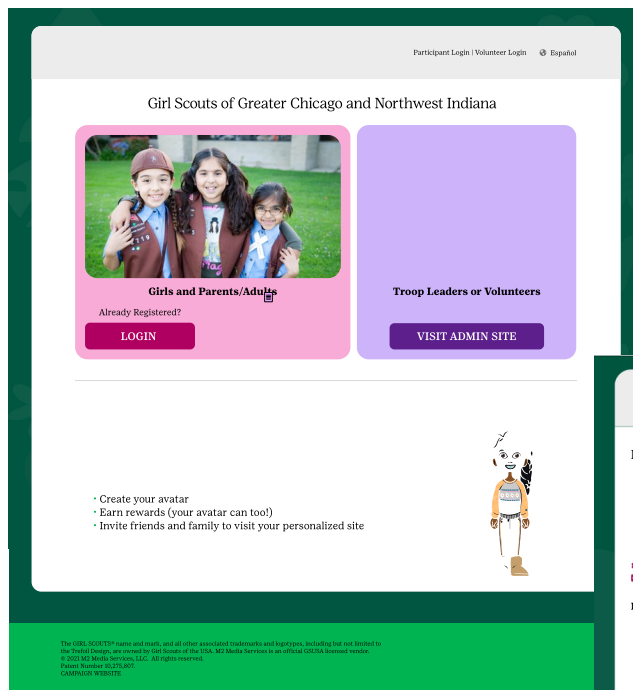 Participant Login | Volunteer Login Español
Girl Scouts of Greater Chicago and Northwest Indiana
Girls and Parents/Adults
Troop Leaders or Volunteers
Already Registered?
LOGIN
VISIT ADMIN SITE
• Create your avatar
• Earn rewards (your avatar can too!)
• Invite friends and family to visit your personalized site
The GIRL SCOUTS® name and mark, and all other associated trademarks and logotypes, including but not limited to
the Trefoil Design, are owned by Girl Scouts of the USA. M2 Media Services is an official GSUSA licensed vendor.
© 2021 M2 Media Services, LLC. All rights reserved.
Patent Number 10,275,807.
CAMPAIGN WEBSITE